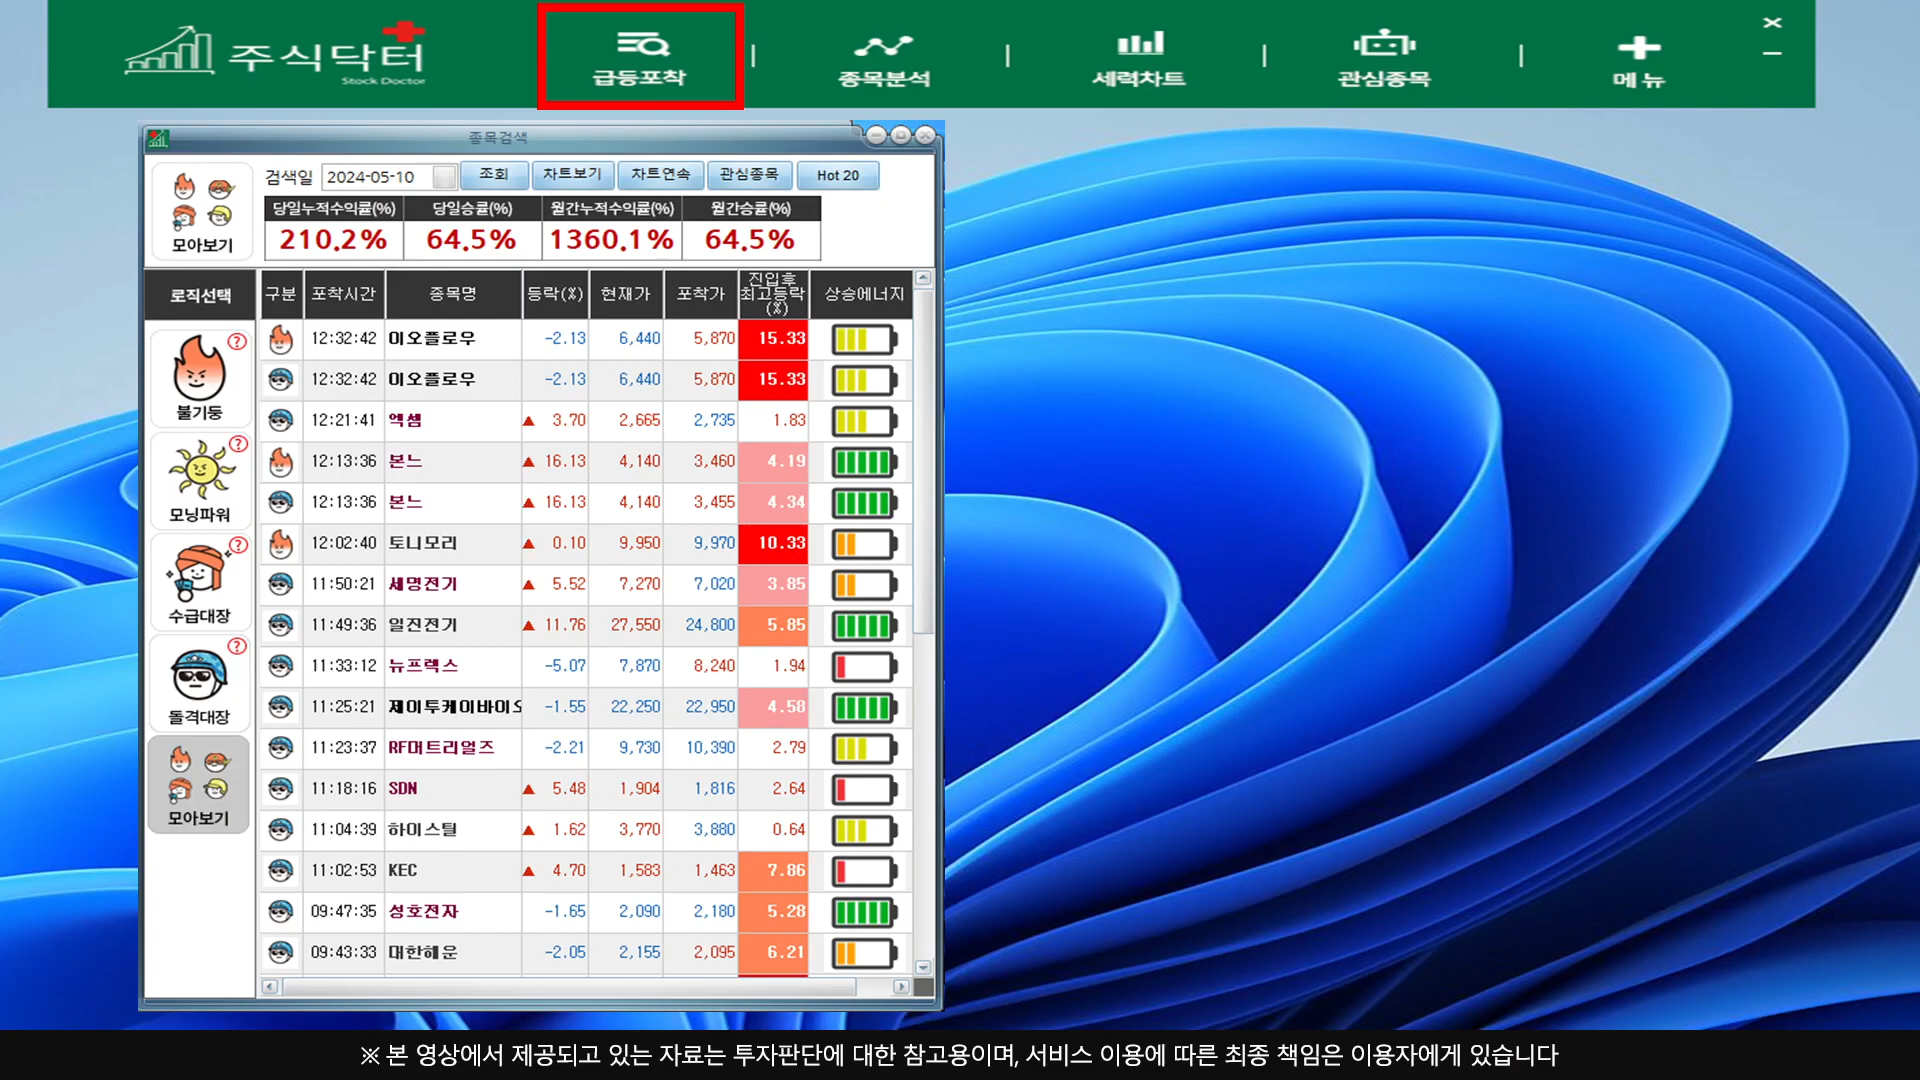 주식닥터
Stock Doctor
급등포착
종목분석
세력차트
관심종목
메뉴
종목검색
모아보기
검색일 2024-05-10 조회 차트보기 차트연속 관심종목 Hot 20
당일누적수익률(%) 당일승률(%) 월간누적수익률(%) 월간승률(%)
210.2% 64.5% 1360.1% 64.5%
로직선택
불기둥
모닝파워
수급대장
돌격대장
모아보기
구분 포착시간 종목명 등락(%) 현재가 포착가 진입후 최고등락 (%) 상승에너지
12:32:42 이오플로우 -2.13 6,440 5,870 15.33
12:32:42 이오플로우 -2.13 6,440 5,870 15.33
12:21:41 엑셈 ▲ 3.70 2,665 2,735 1.83
12:13:36 본느 ▲ 16.13 4,140 3,460 4.19
12:13:36 본느 ▲ 16.13 4,140 3,455 4.34
12:02:40 토니모리 ▲ 0.10 9,950 9,970 10.33
11:50:21 세명전기 ▲ 5.52 7,270 7,020 3.85
11:49:36 일진전기 ▲ 11.76 27,550 24,800 5.85
11:33:12 뉴프렉스 -5.07 7,870 8,240 1.94
11:25:21 제이투케이바이오 -1.55 22,250 22,950 4.58
11:23:37 RF머트리얼즈 -2.21 9,730 10,390 2.79
11:18:16 SDN ▲ 5.48 1,904 1,816 2.64
11:04:39 하이스틸 ▲ 1.62 3,770 3,880 0.64
11:02:53 KEC ▲ 4.70 1,583 1,463 7.86
09:47:35 성호전자 -1.65 2,090 2,180 5.28
09:43:33 대한해운 -2.05 2,155 2,095 6.21
※ 본 영상에서 제공되고 있는 자료는 투자판단에 대한 참고용이며, 서비스 이용에 따른 최종 책임은 이용자에게 있습니다